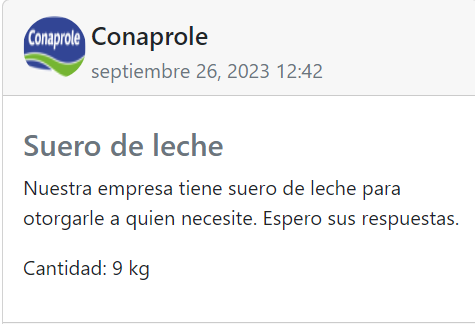 Conaprole
Conaprole
septiembre 26, 2023 12:42
Suero de leche
Nuestra empresa tiene suero de leche para
otorgarle a quien necesite. Espero sus respuestas.
Cantidad: 9 kg